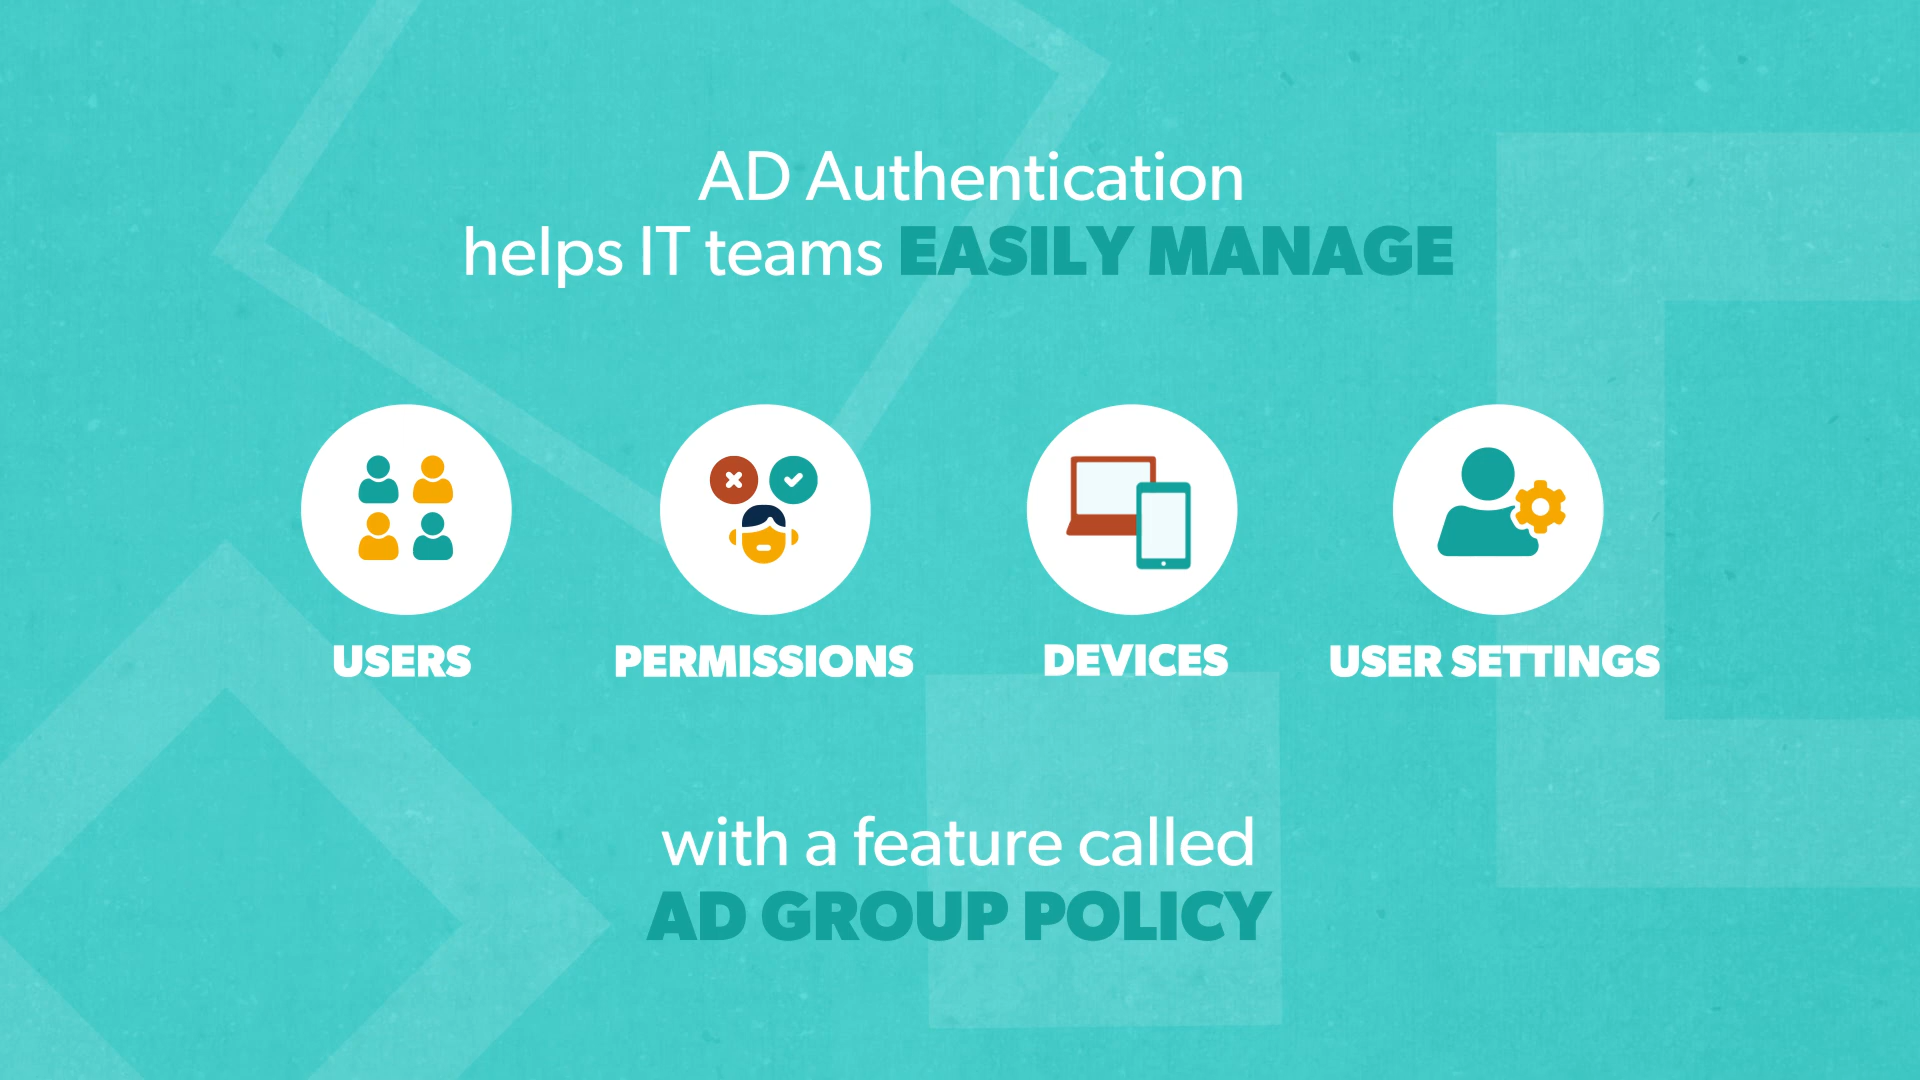 AD Authentication
helps IT teams EASILY MANAGE
USERS
PERMISSIONS
DEVICES
USER SETTINGS
with a feature called
AD GROUP POLICY